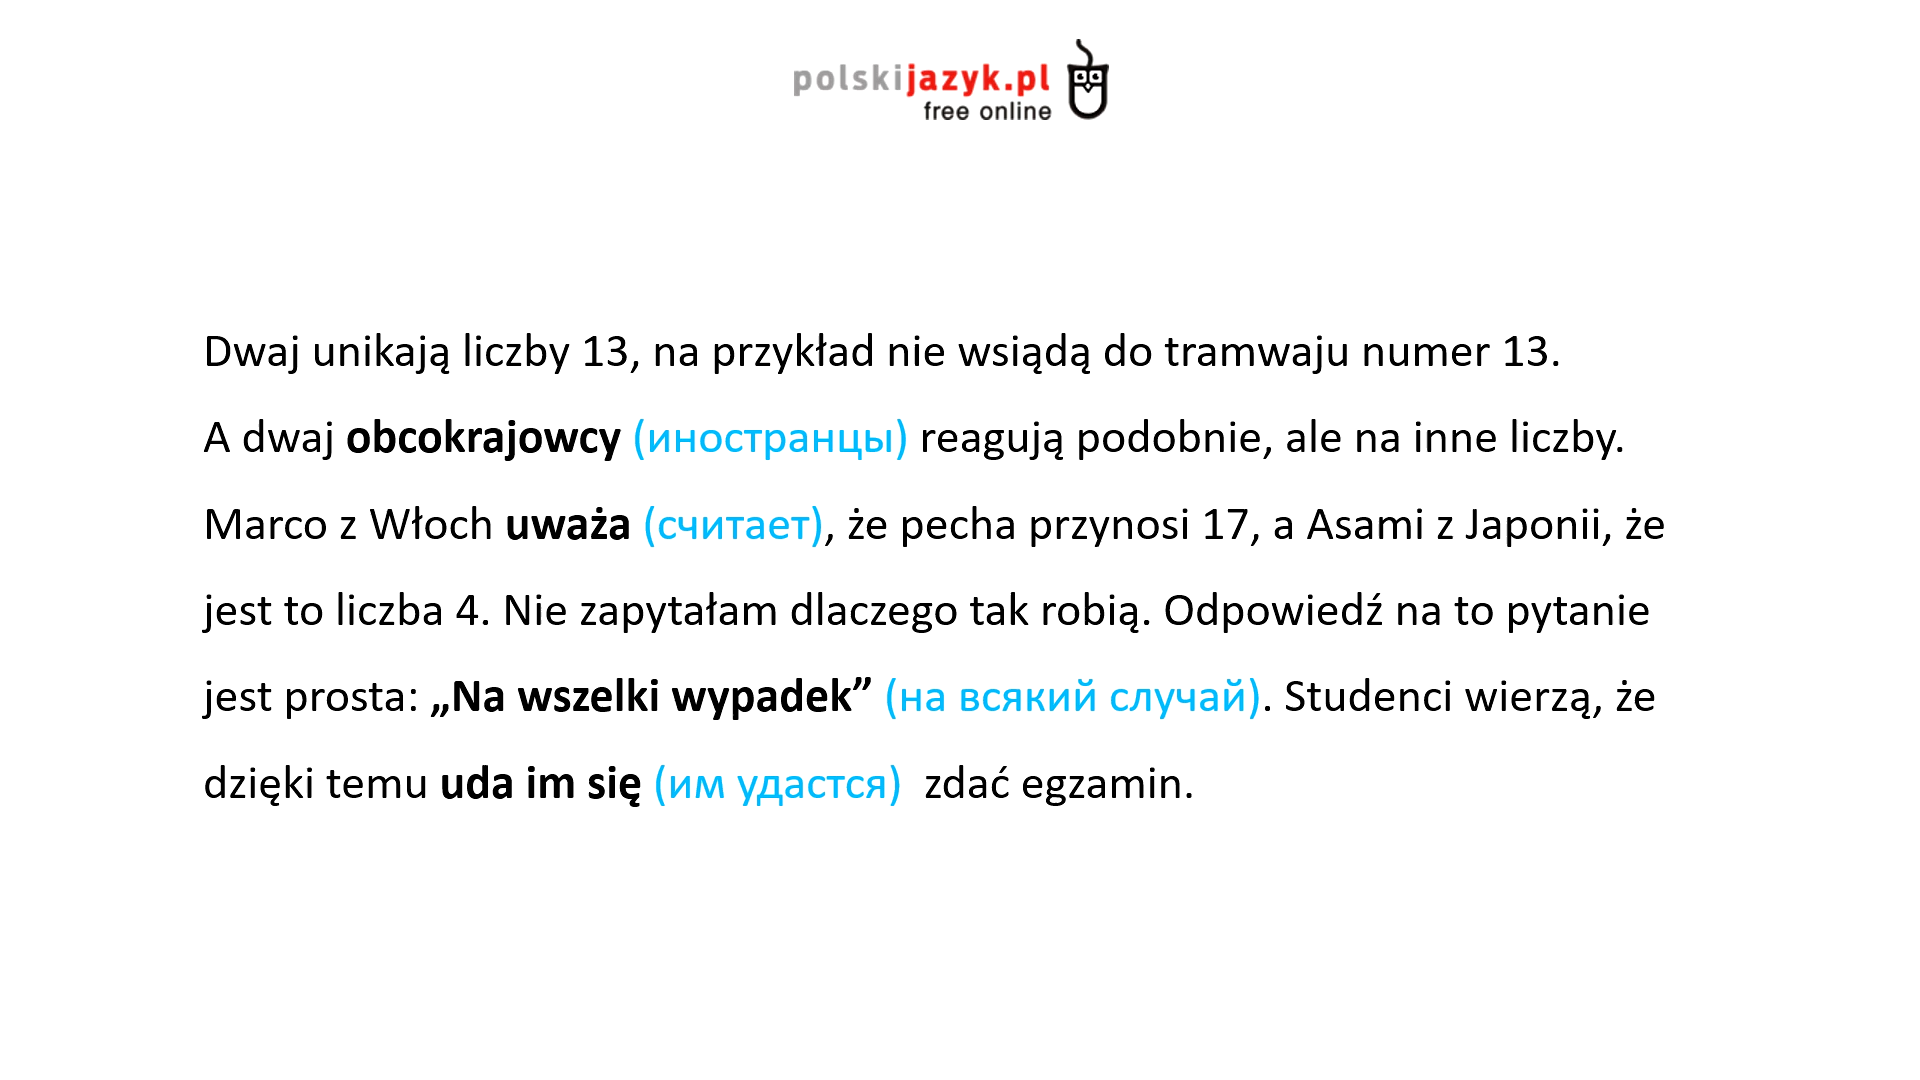 polskijazyk.pl
free online
Dwaj unikają liczby 13, na przykład nie wsiądą do tramwaju numer 13.
A dwaj obcokrajowcy (иностранцы) reagują podobnie, ale na inne liczby.
Marco z Włoch uważa (считает), że pecha przynosi 17, a Asami z Japonii, że
jest to liczba 4. Nie zapytałam dlaczego tak robią. Odpowiedź na to pytanie
jest prosta: „Na wszelki wypadek” (на всякий случай). Studenci wierzą, że
dzięki temu uda im się (им удастся)  zdać egzamin.